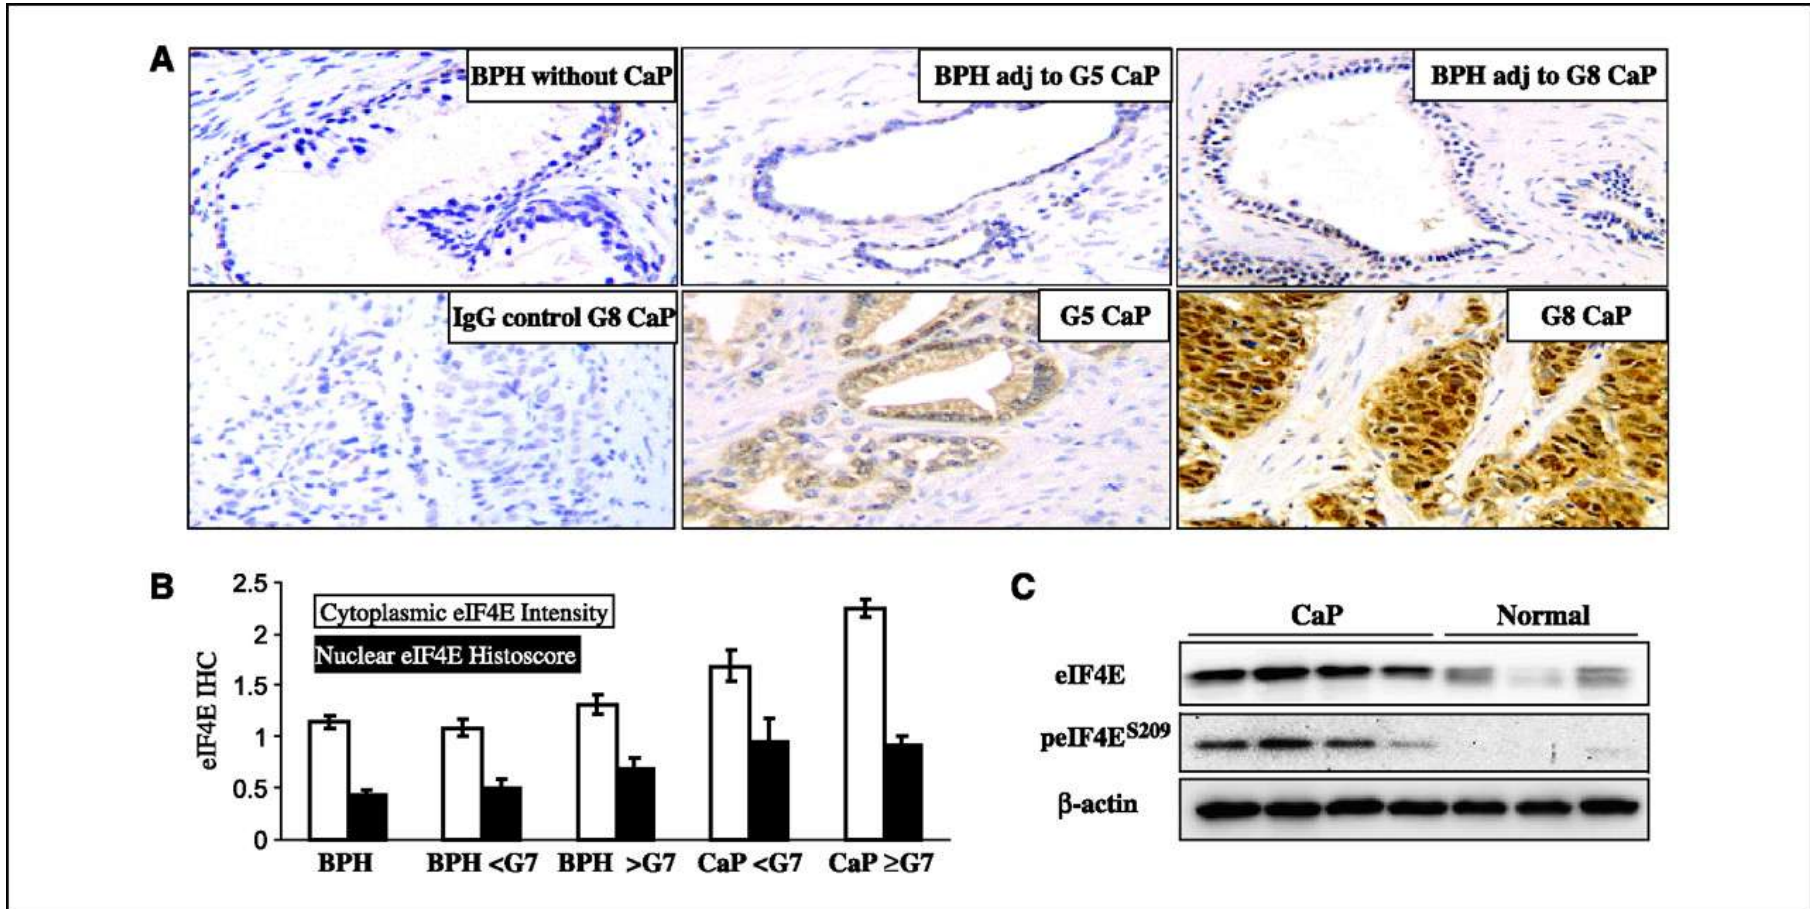 A
BPH without CaP
BPH adj to G5 CaP
BPH adj to G8 CaP
IgG control G8 CaP
G5 CaP
G8 CaP
B
eIF4E IHC
2.5
2
1.5
1
0.5
0
Cytoplasmic eIF4E Intensity
Nuclear eIF4E Histoscore
BPH
BPH <G7
BPH >G7
CaP <G7
CaP ≥G7
C
CaP
Normal
eIF4E
peIF4E^S209
β-actin